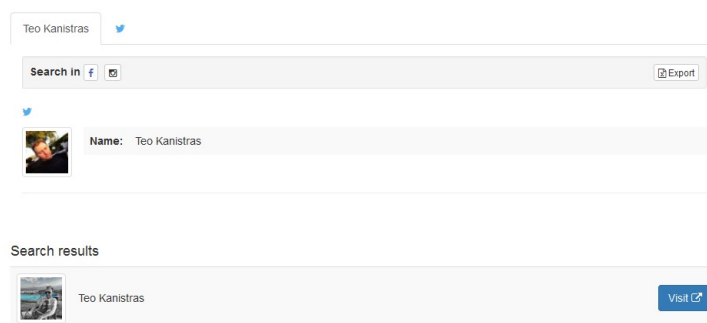 Teo Kanistras
Search in
Export
Name: Teo Kanistras
Search results
Teo Kanistras
Visit